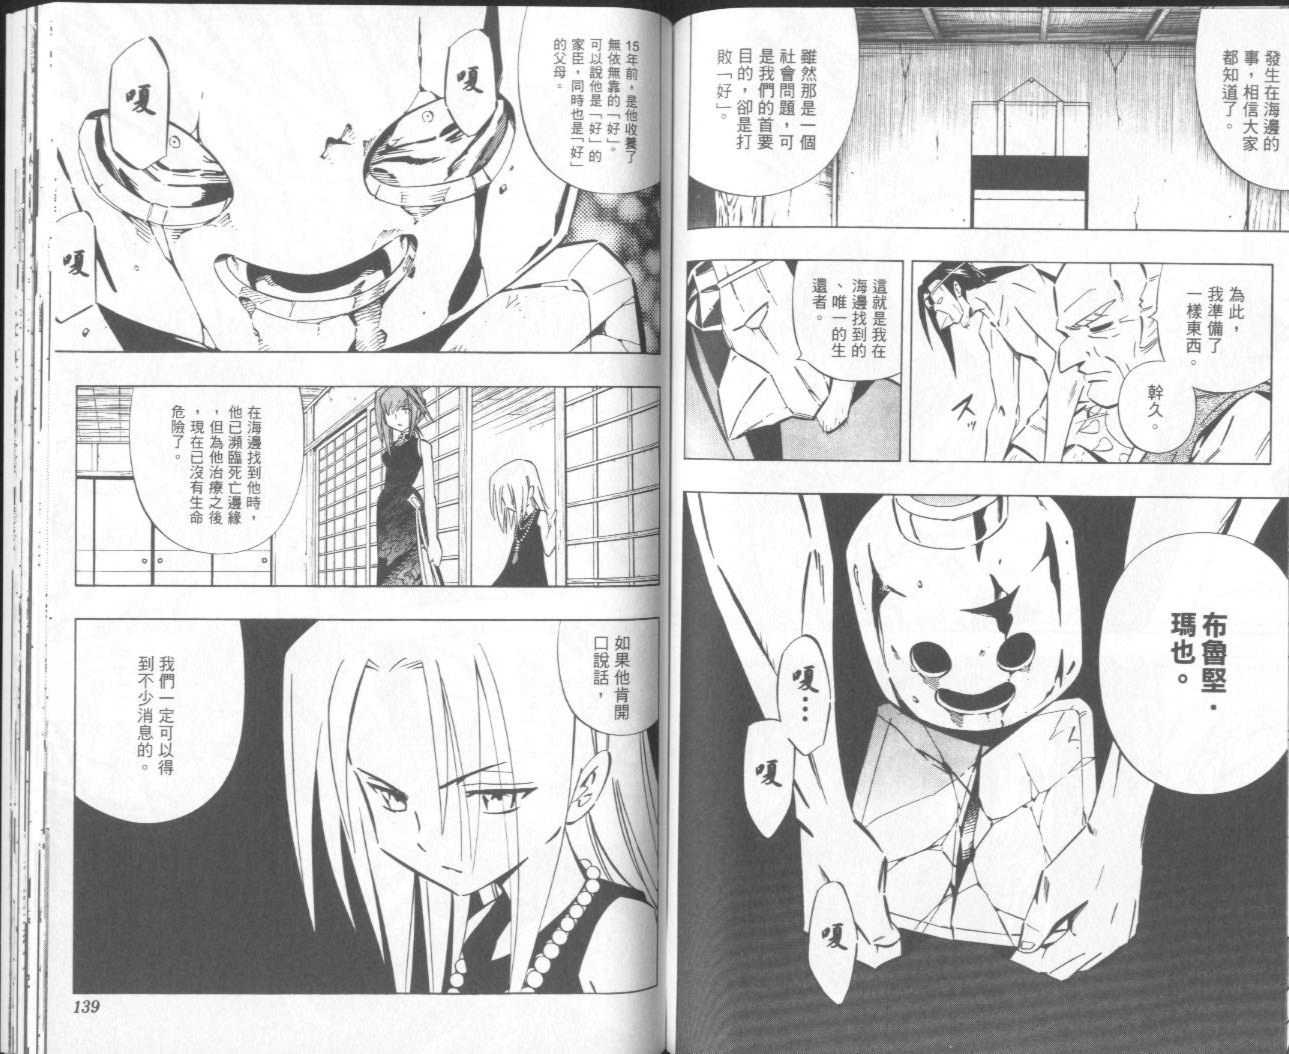 發生在海邊的
事，相信大家
都知道了。
雖然那是一個
社會問題，可
是我們的首要
目的，卻是打
敗「好」。
為此，
我準備了
一樣東西。
幹久。
ス…
這就是我在
海邊找到的
、唯一的生
還者。
布魯堅．
瑪也。
嗄…
嗄
嗄
15年前，是他收養了
無依無靠的「好」。
可以說他是「好」的
家臣，同時也是「好」
的父母。
嗄
嗄
嗄
在海邊找到他時，
他已瀕臨死亡邊緣
，但為他治療之後
，現在已沒有生命
危險了。
如果他肯開
口說話，
我們一定可以得
到不少消息的。
139